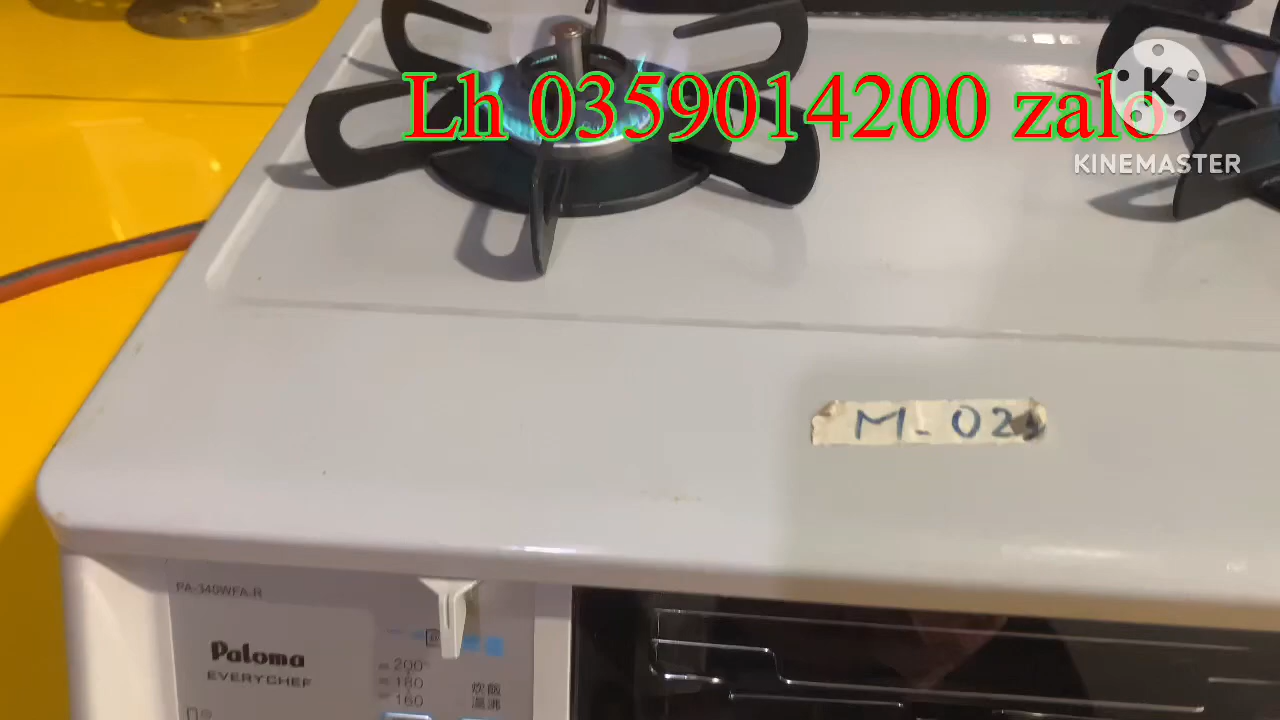 Lh 0359014200 zalo
K
KINEMASTER
M-02
PA-340WFA-R
Paloma
EVERYCHEF
200°
180
160
炊飯
湯沸